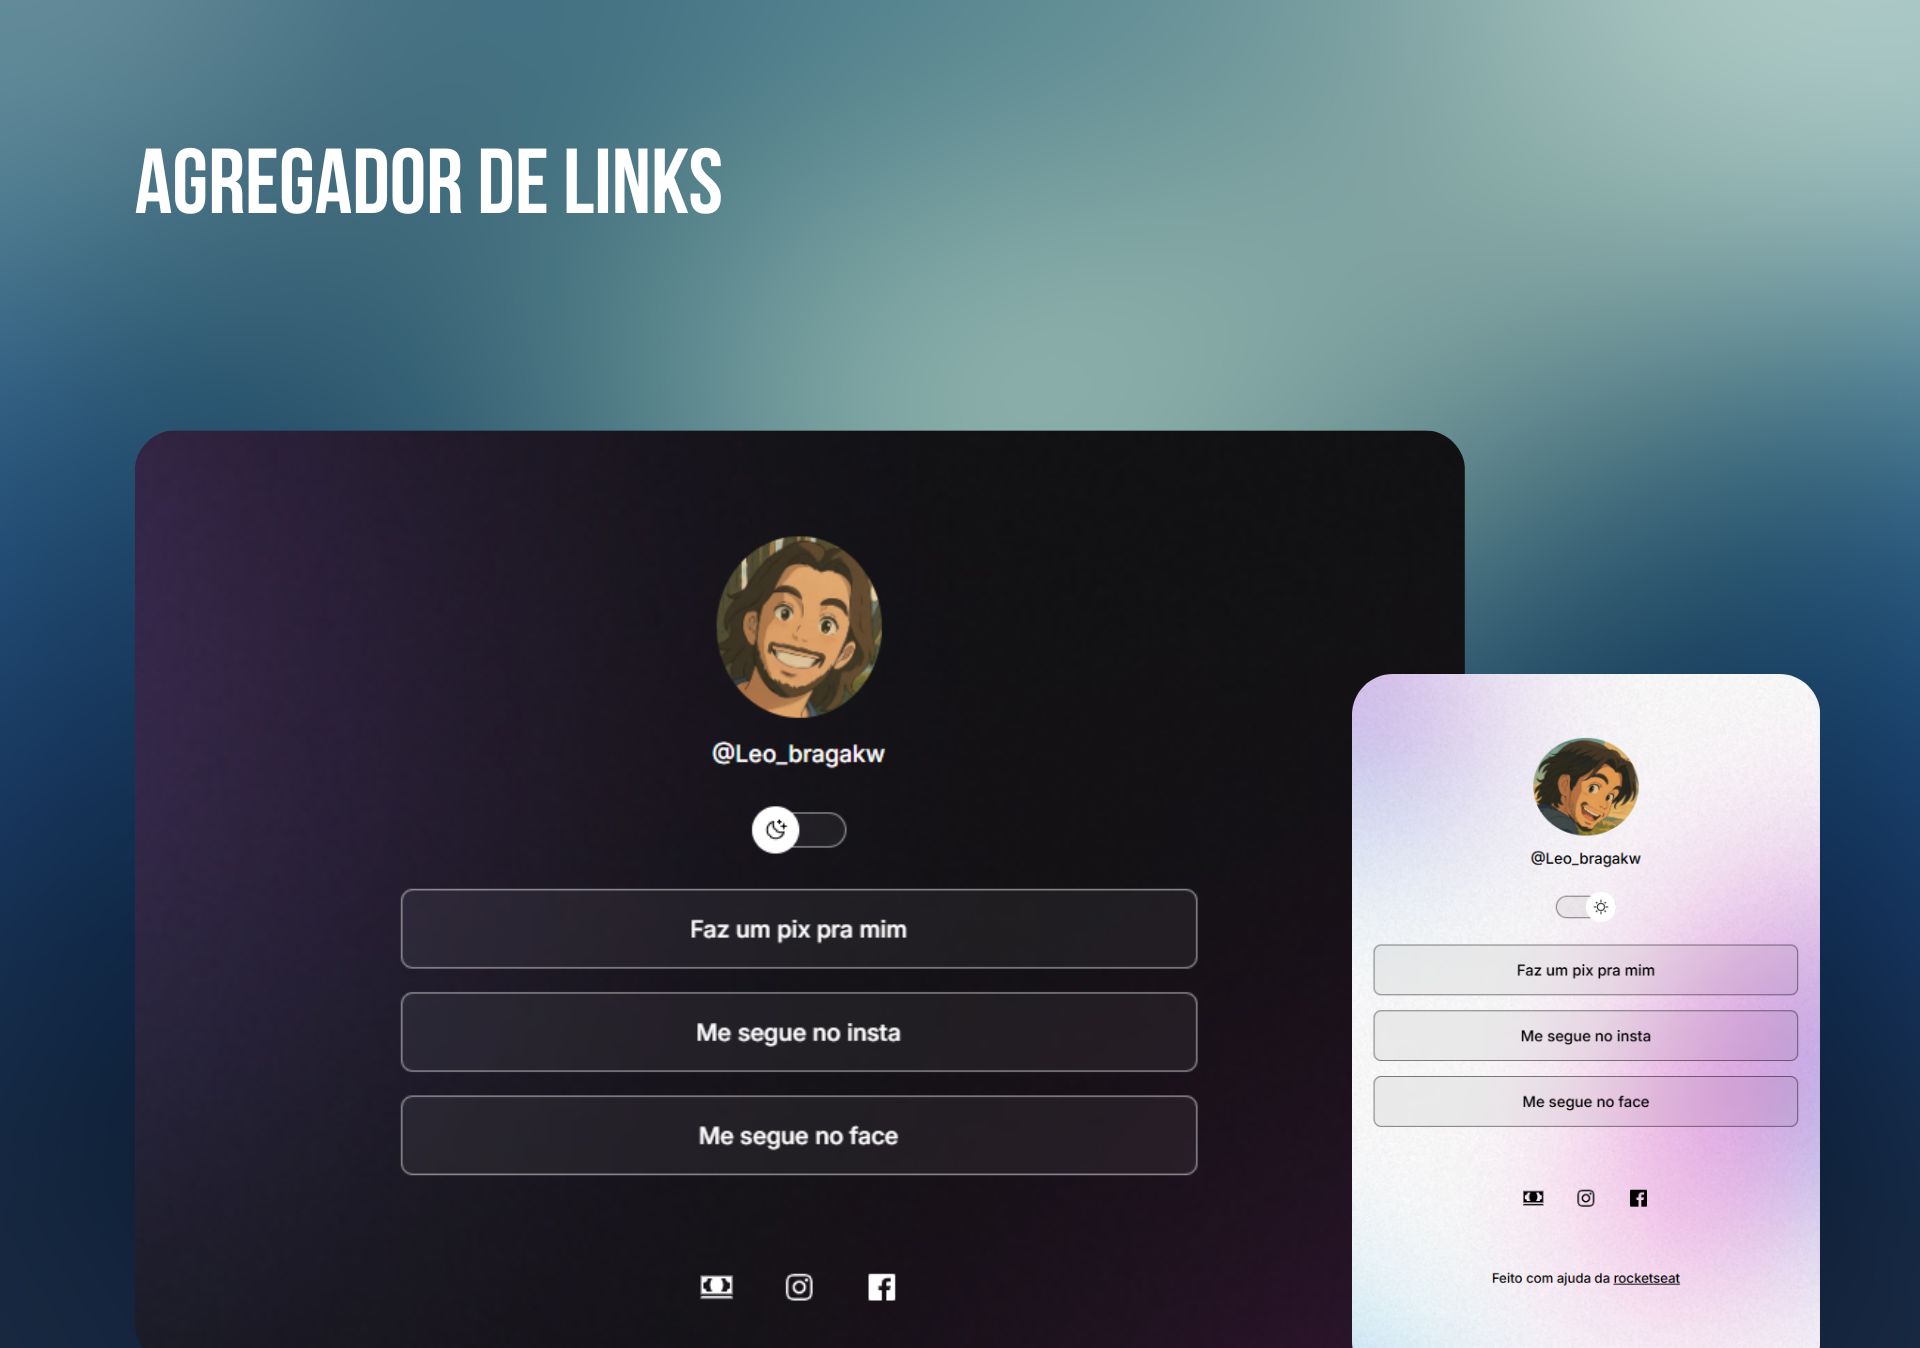 AGREGADOR DE LINKS
@Leo_bragakw
Faz um pix pra mim
Me segue no insta
Me segue no face
@Leo_bragakw
Faz um pix pra mim
Me segue no insta
Me segue no face
Feito com ajuda da rocketseat